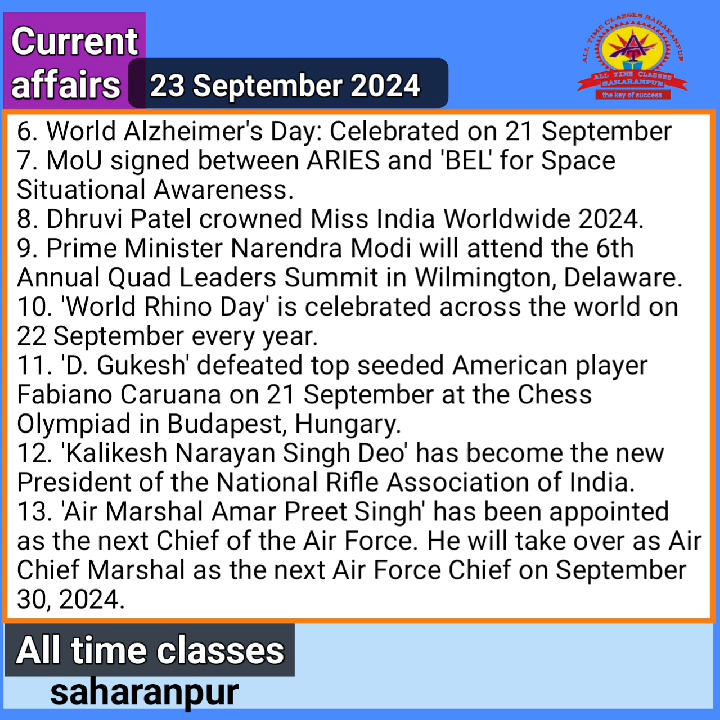 Current
affairs
23 September 2024
ALL TIME CLASSES SAHARANPUR
ALL TIME CLASSES
SAHARANPUR
the key of success
6. World Alzheimer's Day: Celebrated on 21 September
7. MoU signed between ARIES and 'BEL' for Space
Situational Awareness.
8. Dhruvi Patel crowned Miss India Worldwide 2024.
9. Prime Minister Narendra Modi will attend the 6th
Annual Quad Leaders Summit in Wilmington, Delaware.
10. 'World Rhino Day' is celebrated across the world on
22 September every year.
11. 'D. Gukesh' defeated top seeded American player
Fabiano Caruana on 21 September at the Chess
Olympiad in Budapest, Hungary.
12. 'Kalikesh Narayan Singh Deo' has become the new
President of the National Rifle Association of India.
13. 'Air Marshal Amar Preet Singh' has been appointed
as the next Chief of the Air Force. He will take over as Air
Chief Marshal as the next Air Force Chief on September
30, 2024.
All time classes
saharanpur